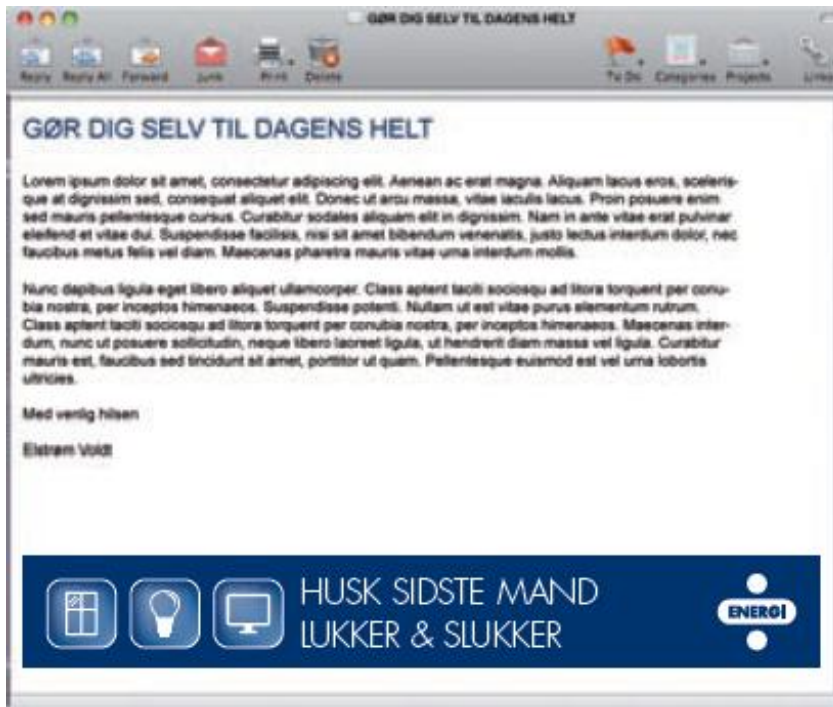 GØR DIG SELV TIL DAGENS HELT
Reply Reply All Forward Junk Print Delete To Do Categories Projects Links
GØR DIG SELV TIL DAGENS HELT
Lorem ipsum dolor sit amet, consectetur adipiscing elit. Aenean ac erat magna. Aliquam lacus eros, sceleris-
que at dignissim sed, consequat aliquet elit. Donec ut arcu massa, vitae iaculis lacus. Proin posuere enim
sed mauris pellentesque cursus. Curabitur sodales aliquam elit in dignissim. Nam in ante vitae erat pulvinar
eleifend et vitae dui. Suspendisse facilisis, nisi sit amet bibendum venenatis, justo lectus interdum dolor, nec
faucibus metus felis vel diam. Maecenas pharetra mauris vitae urna interdum mollis.
Nunc dapibus ligula eget libero aliquet ullamcorper. Class aptent taciti sociosqu ad litora torquent per conu-
bia nostra, per inceptos himenaeos. Suspendisse potenti. Nullam ut est vitae purus elementum rutrum.
Class aptent taciti sociosqu ad litora torquent per conubia nostra, per inceptos himenaeos. Maecenas inter-
dum, nunc ut posuere sollicitudin, neque libero laoreet ligula, ut hendrerit diam massa vel ligula. Curabitur
mauris est, faucibus sed tincidunt sit amet, porttitor ut quam. Pellentesque euismod est vel urna lobortis
ultricies.
Med venlig hilsen
Elstrøm Voldt
HUSK SIDSTE MAND
LUKKER & SLUKKER
ENERGI